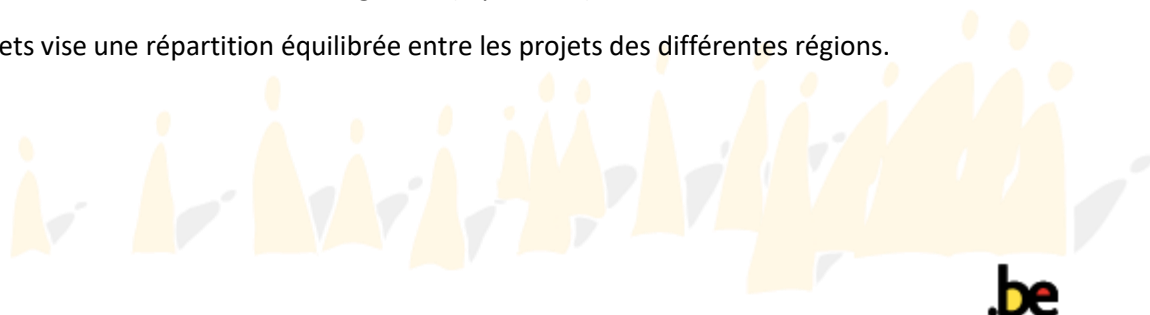 ets vise une répartition équilibrée entre les projets des différentes régions.
.be